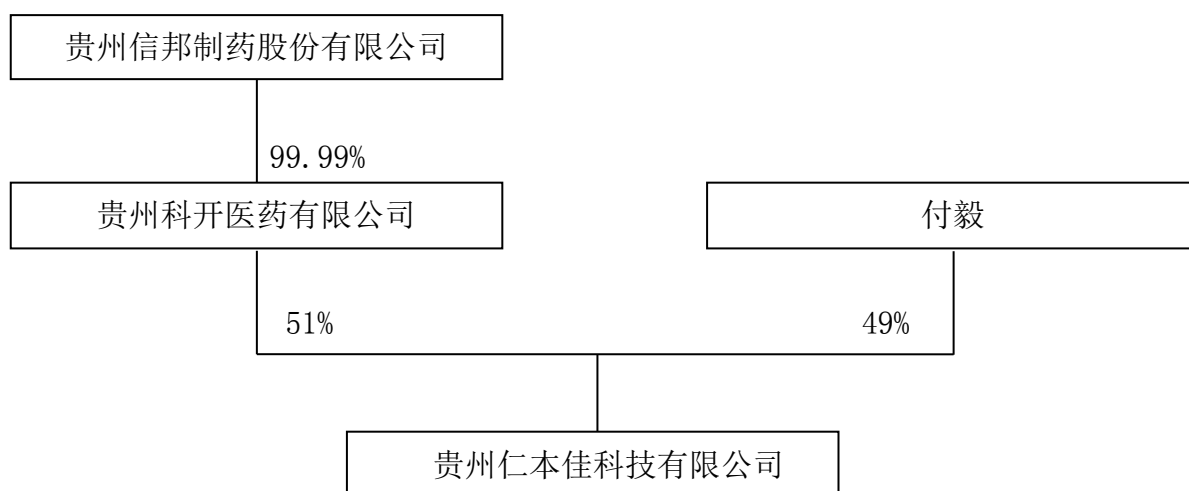 贵州信邦制药股份有限公司
99.99%
贵州科开医药有限公司
付毅
51%
49%
贵州仁本佳科技有限公司